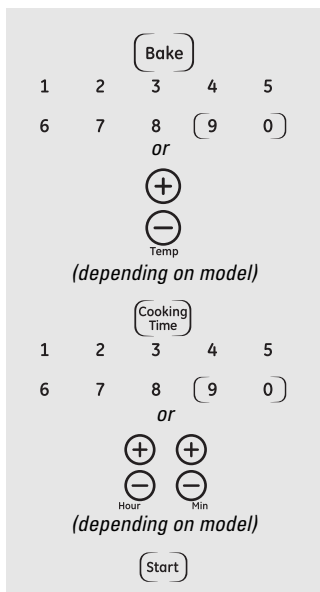 Bake
1 2 3 4 5
6 7 8 9 0
or
+
−
Temp
(depending on model)
Cooking
Time
1 2 3 4 5
6 7 8 9 0
or
+ +
− −
Hour Min
(depending on model)
Start